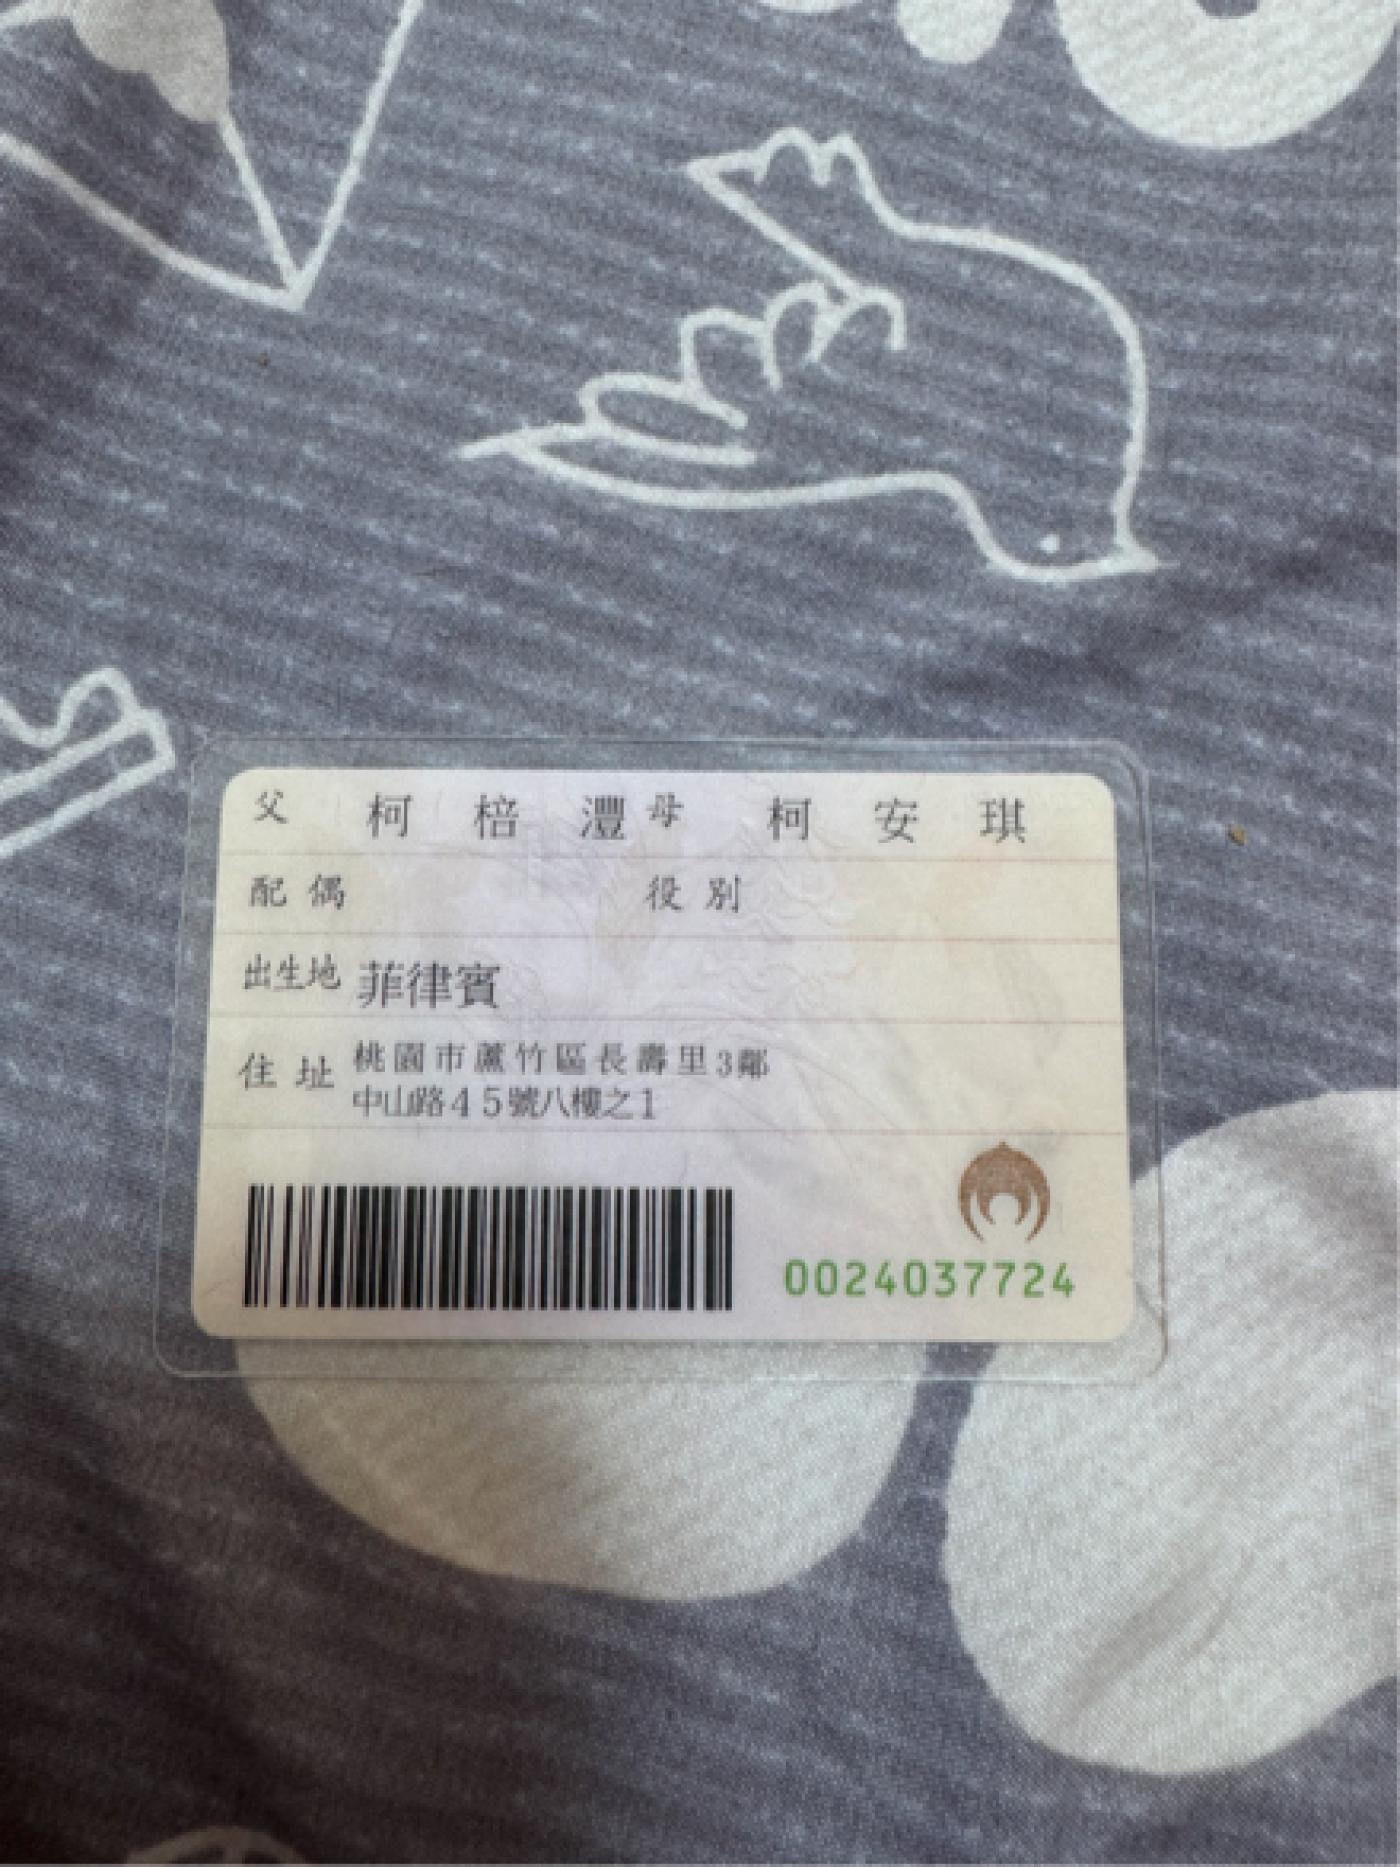 父 柯 棓 灃 母 柯 安 琪
配偶 役別
出生地 菲律賓
住址 桃園市蘆竹區長壽里3鄰
中山路45號八樓之1
0024037724